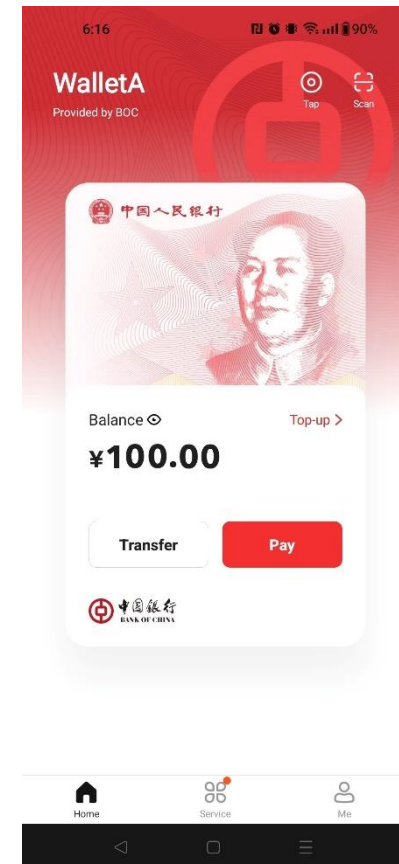 6:16
90%
WalletA
Provided by BOC
Tap
Scan
中国人民银行
Balance
Top-up >
¥100.00
Transfer
Pay
中国銀行
BANK OF CHINA
Home
Service
Me